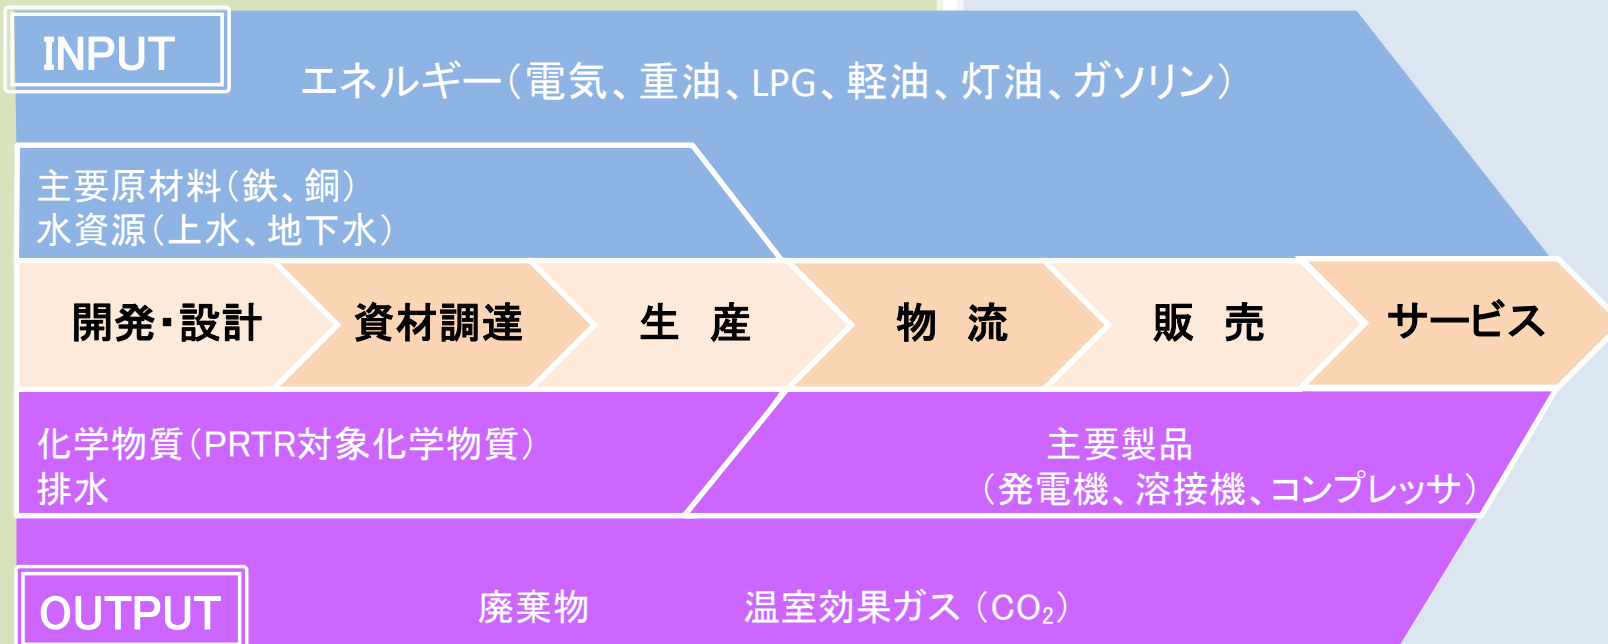 INPUT
エネルギー(電気、重油、LPG、軽油、灯油、ガソリン)
主要原材料(鉄、銅)
水資源(上水、地下水)
開発・設計
資材調達
生 産
物 流
販 売
サービス
化学物質(PRTR対象化学物質)
排水
主要製品
(発電機、溶接機、コンプレッサ)
OUTPUT
廃棄物
温室効果ガス(CO₂)